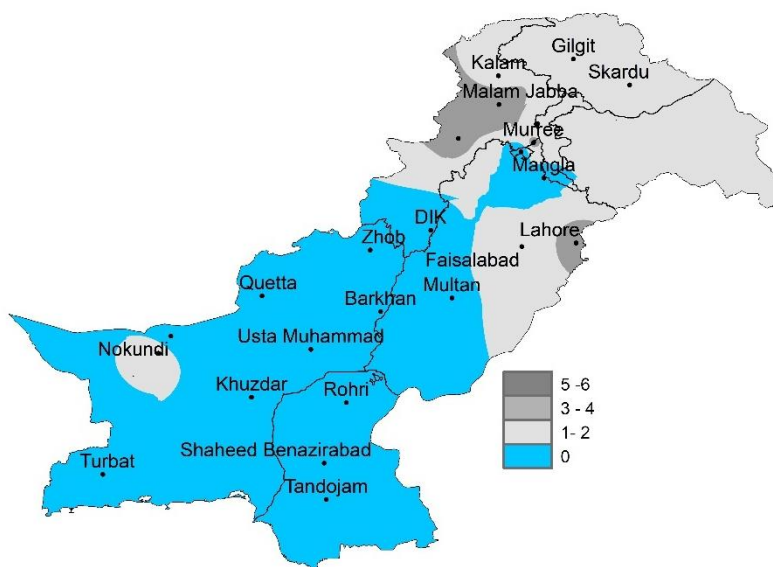 Gilgit
Kalam
Skardu
Malam Jabba
Murree
Mangla
DIK
Lahore
Zhob
Faisalabad
Quetta
Multan
Barkhan
Usta Muhammad
Nokundi
Khuzdar
Rohri
Shaheed Benazirabad
Turbat
Tandojam
5 -6
3 - 4
1- 2
0